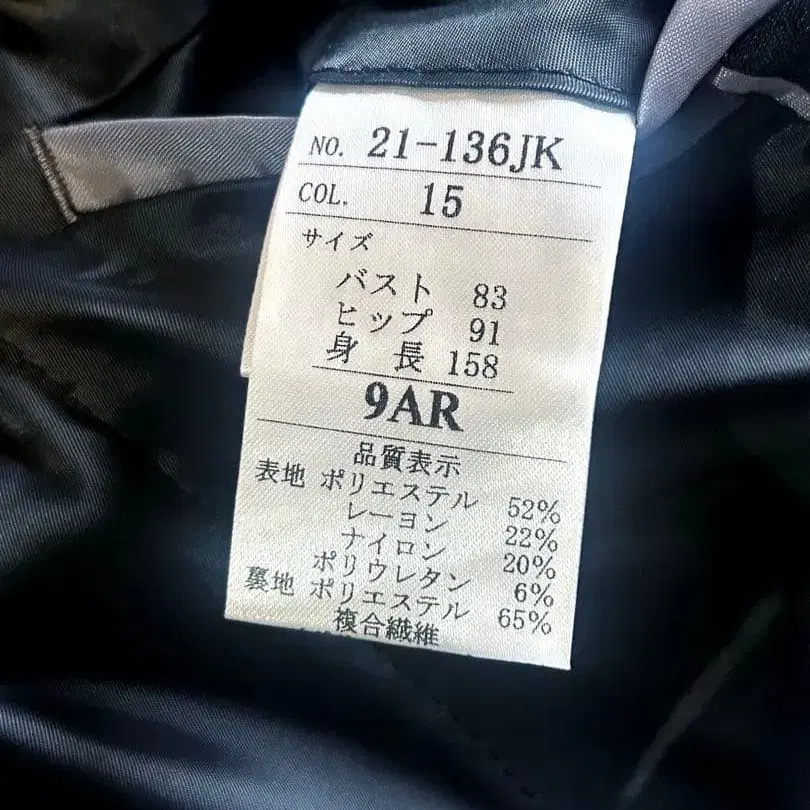 NO. 21-136JK
COL. 15
サイズ
バスト 83
ヒップ 91
身長 158
9AR
品質表示
表地 ポリエステル 52%
レーヨン 22%
ナイロン 20%
ポリウレタン 6%
裏地 ポリエステル 65%
複合繊維